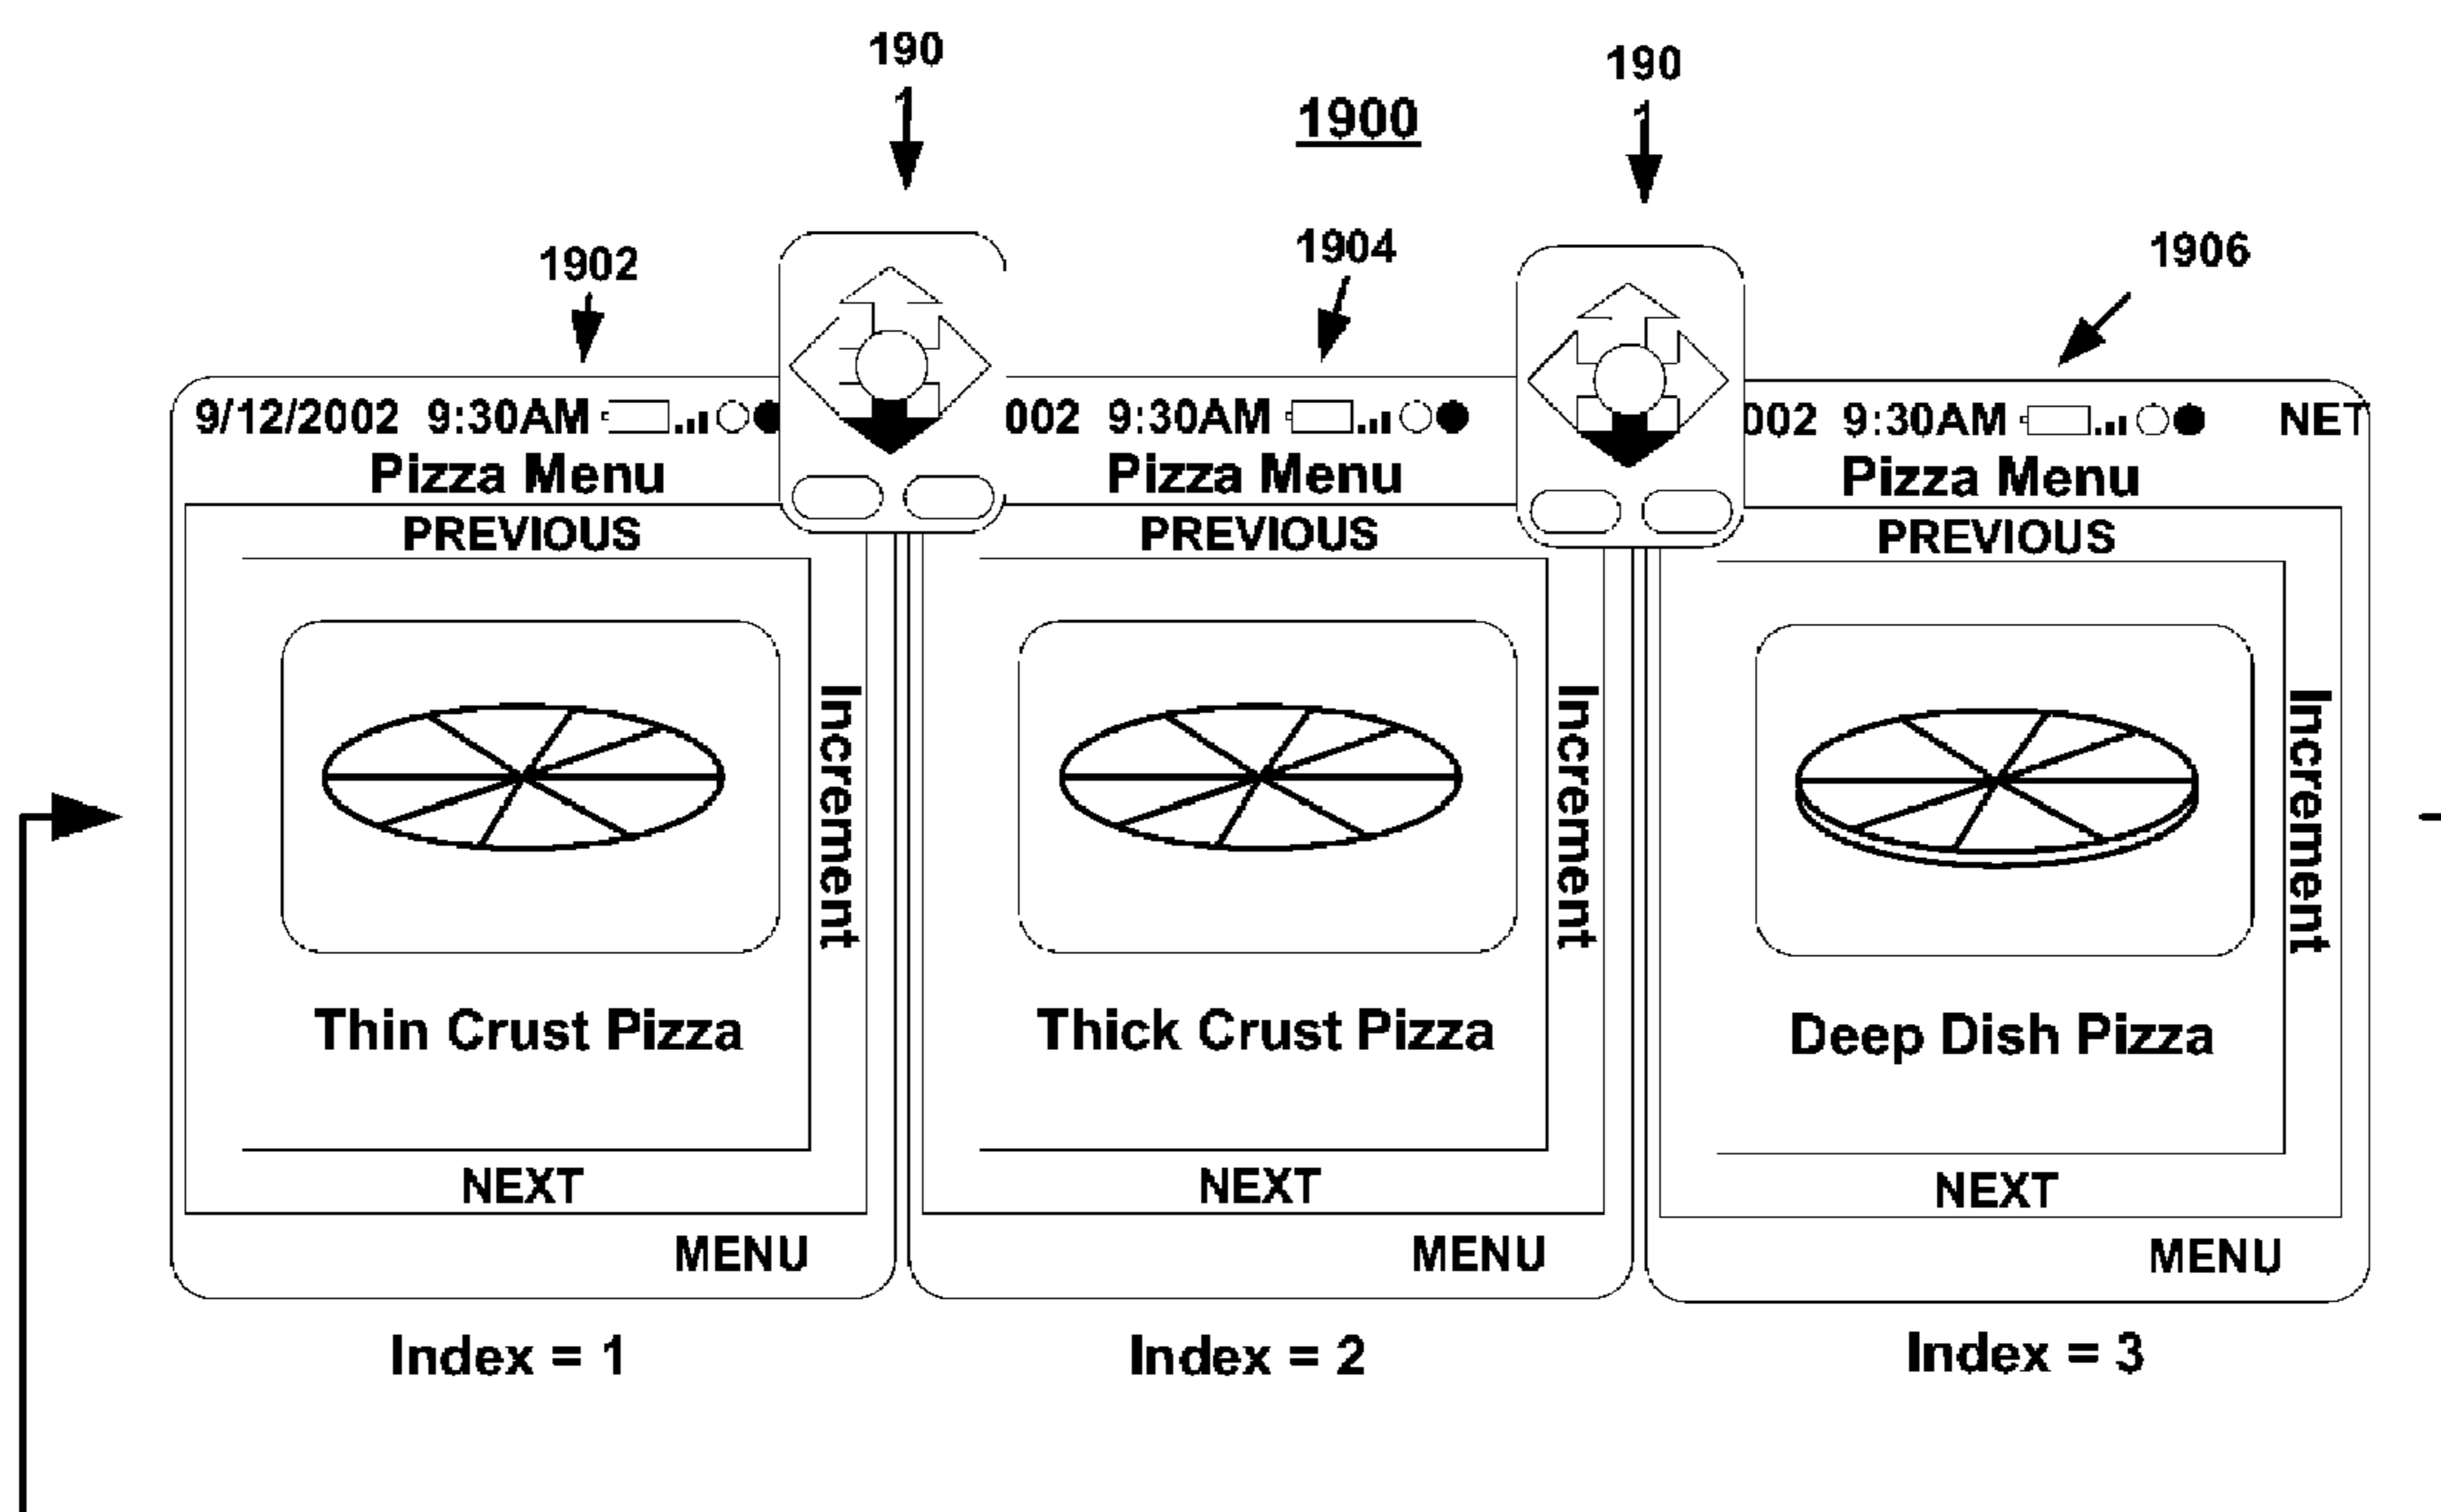 190
1
190
1
1900
1902
1904
1906
9/12/2002 9:30AM
Pizza Menu
PREVIOUS
Increment
Thin Crust Pizza
NEXT
MENU
Index = 1
002 9:30AM
Pizza Menu
PREVIOUS
Increment
Thick Crust Pizza
NEXT
MENU
Index = 2
002 9:30AM NET
Pizza Menu
PREVIOUS
Increment
Deep Dish Pizza
NEXT
MENU
Index = 3